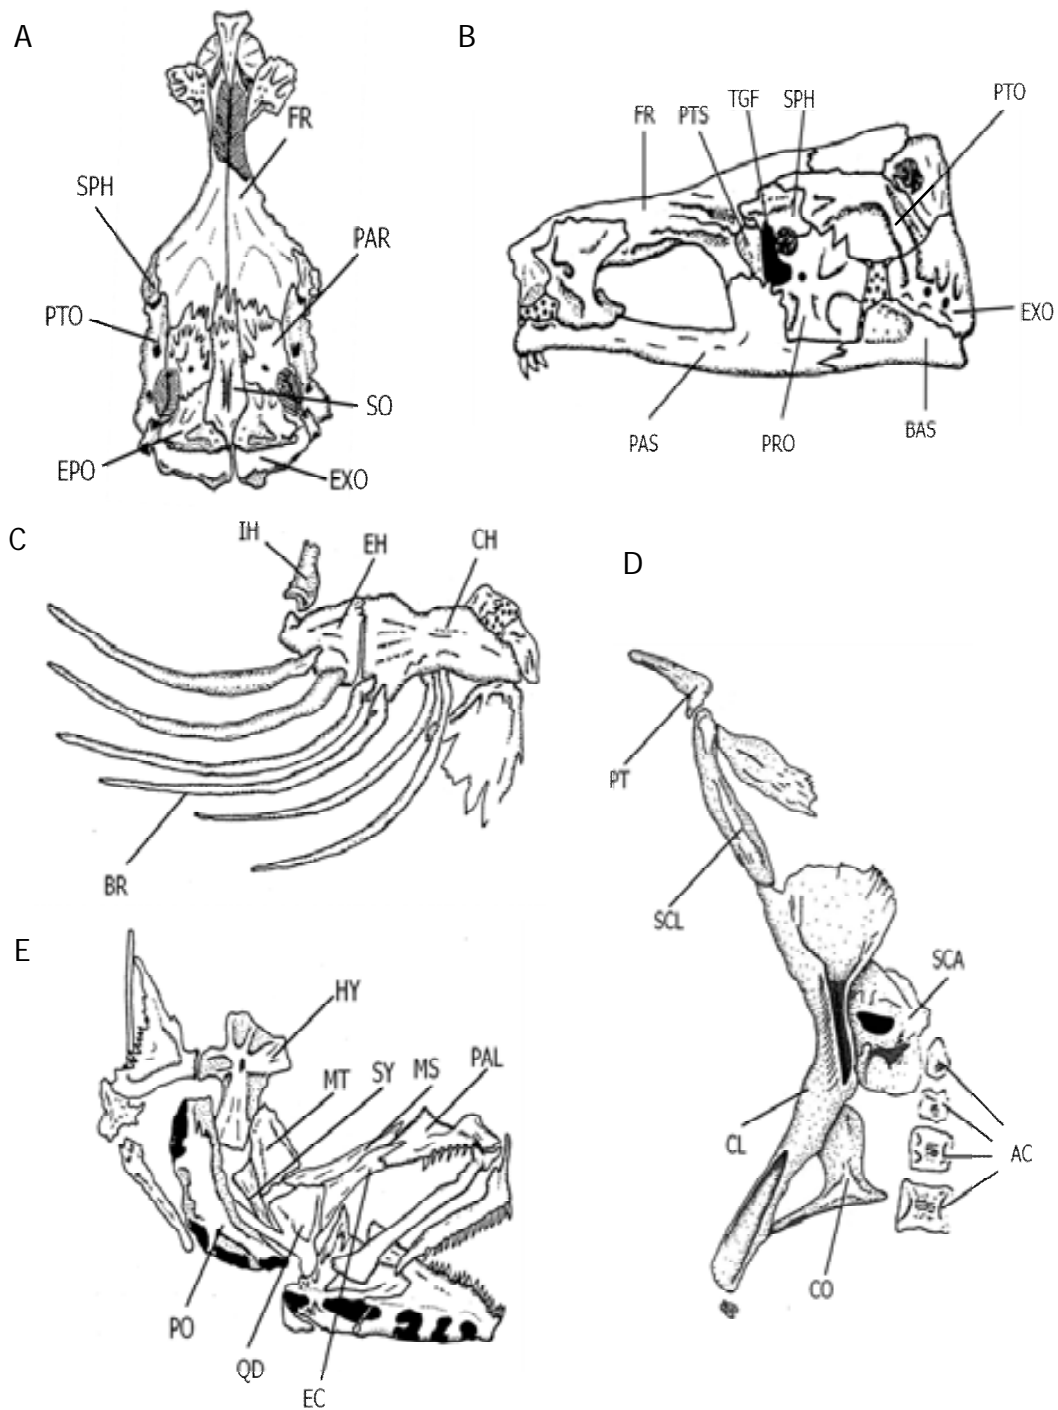 A
FR
SPH
PAR
PTO
SO
EPO
EXO
B
FR
PTS
TGF
SPH
PTO
EXO
PAS
PRO
BAS
C
IH
EH
CH
BR
D
PT
SCL
SCA
CL
AC
CO
E
HY
MT
SY
MS
PAL
PO
QD
EC